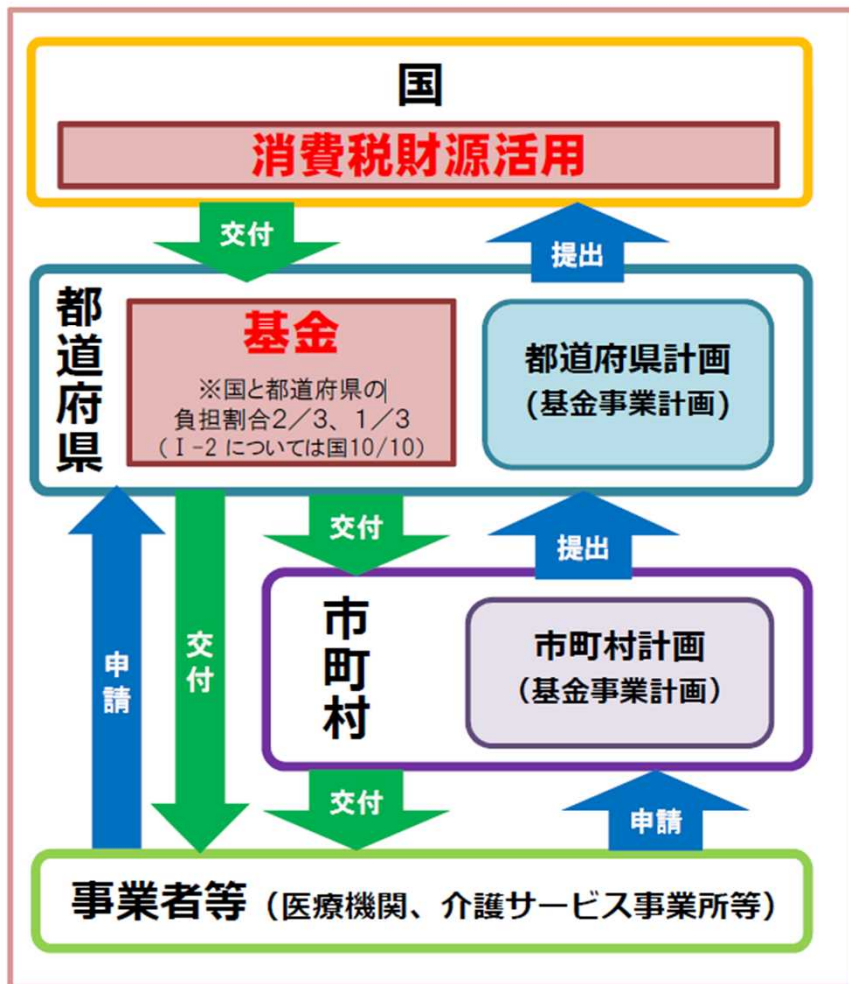 国
消費税財源活用
交付
提出
都道府県
基金
※国と都道府県の
負担割合2／3、1／3
(Ⅰ-2 については国10/10)
都道府県計画
(基金事業計画)
交付
提出
申請
交付
市町村
市町村計画
(基金事業計画)
交付
申請
事業者等（医療機関、介護サービス事業所等）